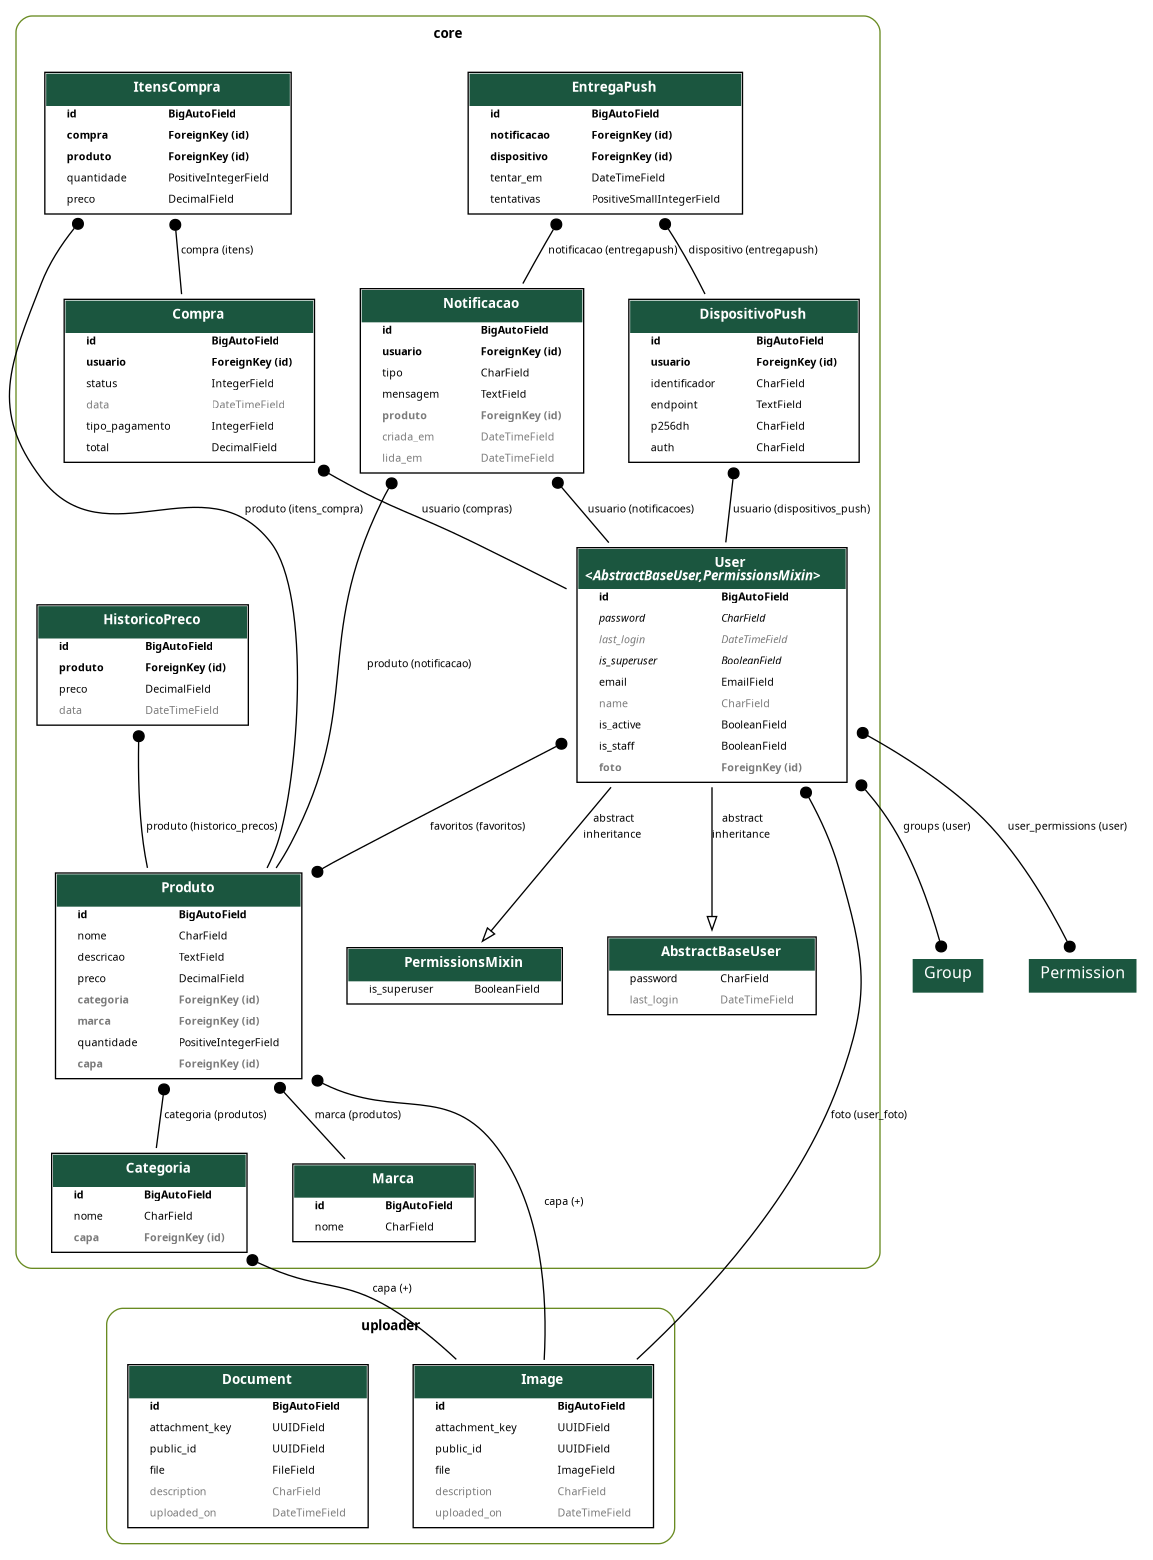 core
ItensCompra
id BigAutoField
compra ForeignKey (id)
produto ForeignKey (id)
quantidade PositiveIntegerField
preco DecimalField
EntregaPush
id BigAutoField
notificacao ForeignKey (id)
dispositivo ForeignKey (id)
tentar_em DateTimeField
tentativas PositiveSmallIntegerField
compra (itens)
notificacao (entregapush)
dispositivo (entregapush)
Compra
id BigAutoField
usuario ForeignKey (id)
status IntegerField
data DateTimeField
tipo_pagamento IntegerField
total DecimalField
Notificacao
id BigAutoField
usuario ForeignKey (id)
tipo CharField
mensagem TextField
produto ForeignKey (id)
criada_em DateTimeField
lida_em DateTimeField
DispositivoPush
id BigAutoField
usuario ForeignKey (id)
identificador CharField
endpoint TextField
p256dh CharField
auth CharField
produto (itens_compra)
usuario (compras)
usuario (notificacoes)
usuario (dispositivos_push)
User
<AbstractBaseUser,PermissionsMixin>
id BigAutoField
password CharField
last_login DateTimeField
is_superuser BooleanField
email EmailField
name CharField
is_active BooleanField
is_staff BooleanField
foto ForeignKey (id)
HistoricoPreco
id BigAutoField
produto ForeignKey (id)
preco DecimalField
data DateTimeField
produto (notificacao)
produto (historico_precos)
favoritos (favoritos)
abstract
inheritance
abstract
inheritance
groups (user)
user_permissions (user)
Produto
id BigAutoField
nome CharField
descricao TextField
preco DecimalField
categoria ForeignKey (id)
marca ForeignKey (id)
quantidade PositiveIntegerField
capa ForeignKey (id)
PermissionsMixin
is_superuser BooleanField
AbstractBaseUser
password CharField
last_login DateTimeField
Group
Permission
categoria (produtos)
marca (produtos)
foto (user_foto)
Categoria
id BigAutoField
nome CharField
capa ForeignKey (id)
Marca
id BigAutoField
nome CharField
capa (+)
capa (+)
uploader
Document
id BigAutoField
attachment_key UUIDField
public_id UUIDField
file FileField
description CharField
uploaded_on DateTimeField
Image
id BigAutoField
attachment_key UUIDField
public_id UUIDField
file ImageField
description CharField
uploaded_on DateTimeField